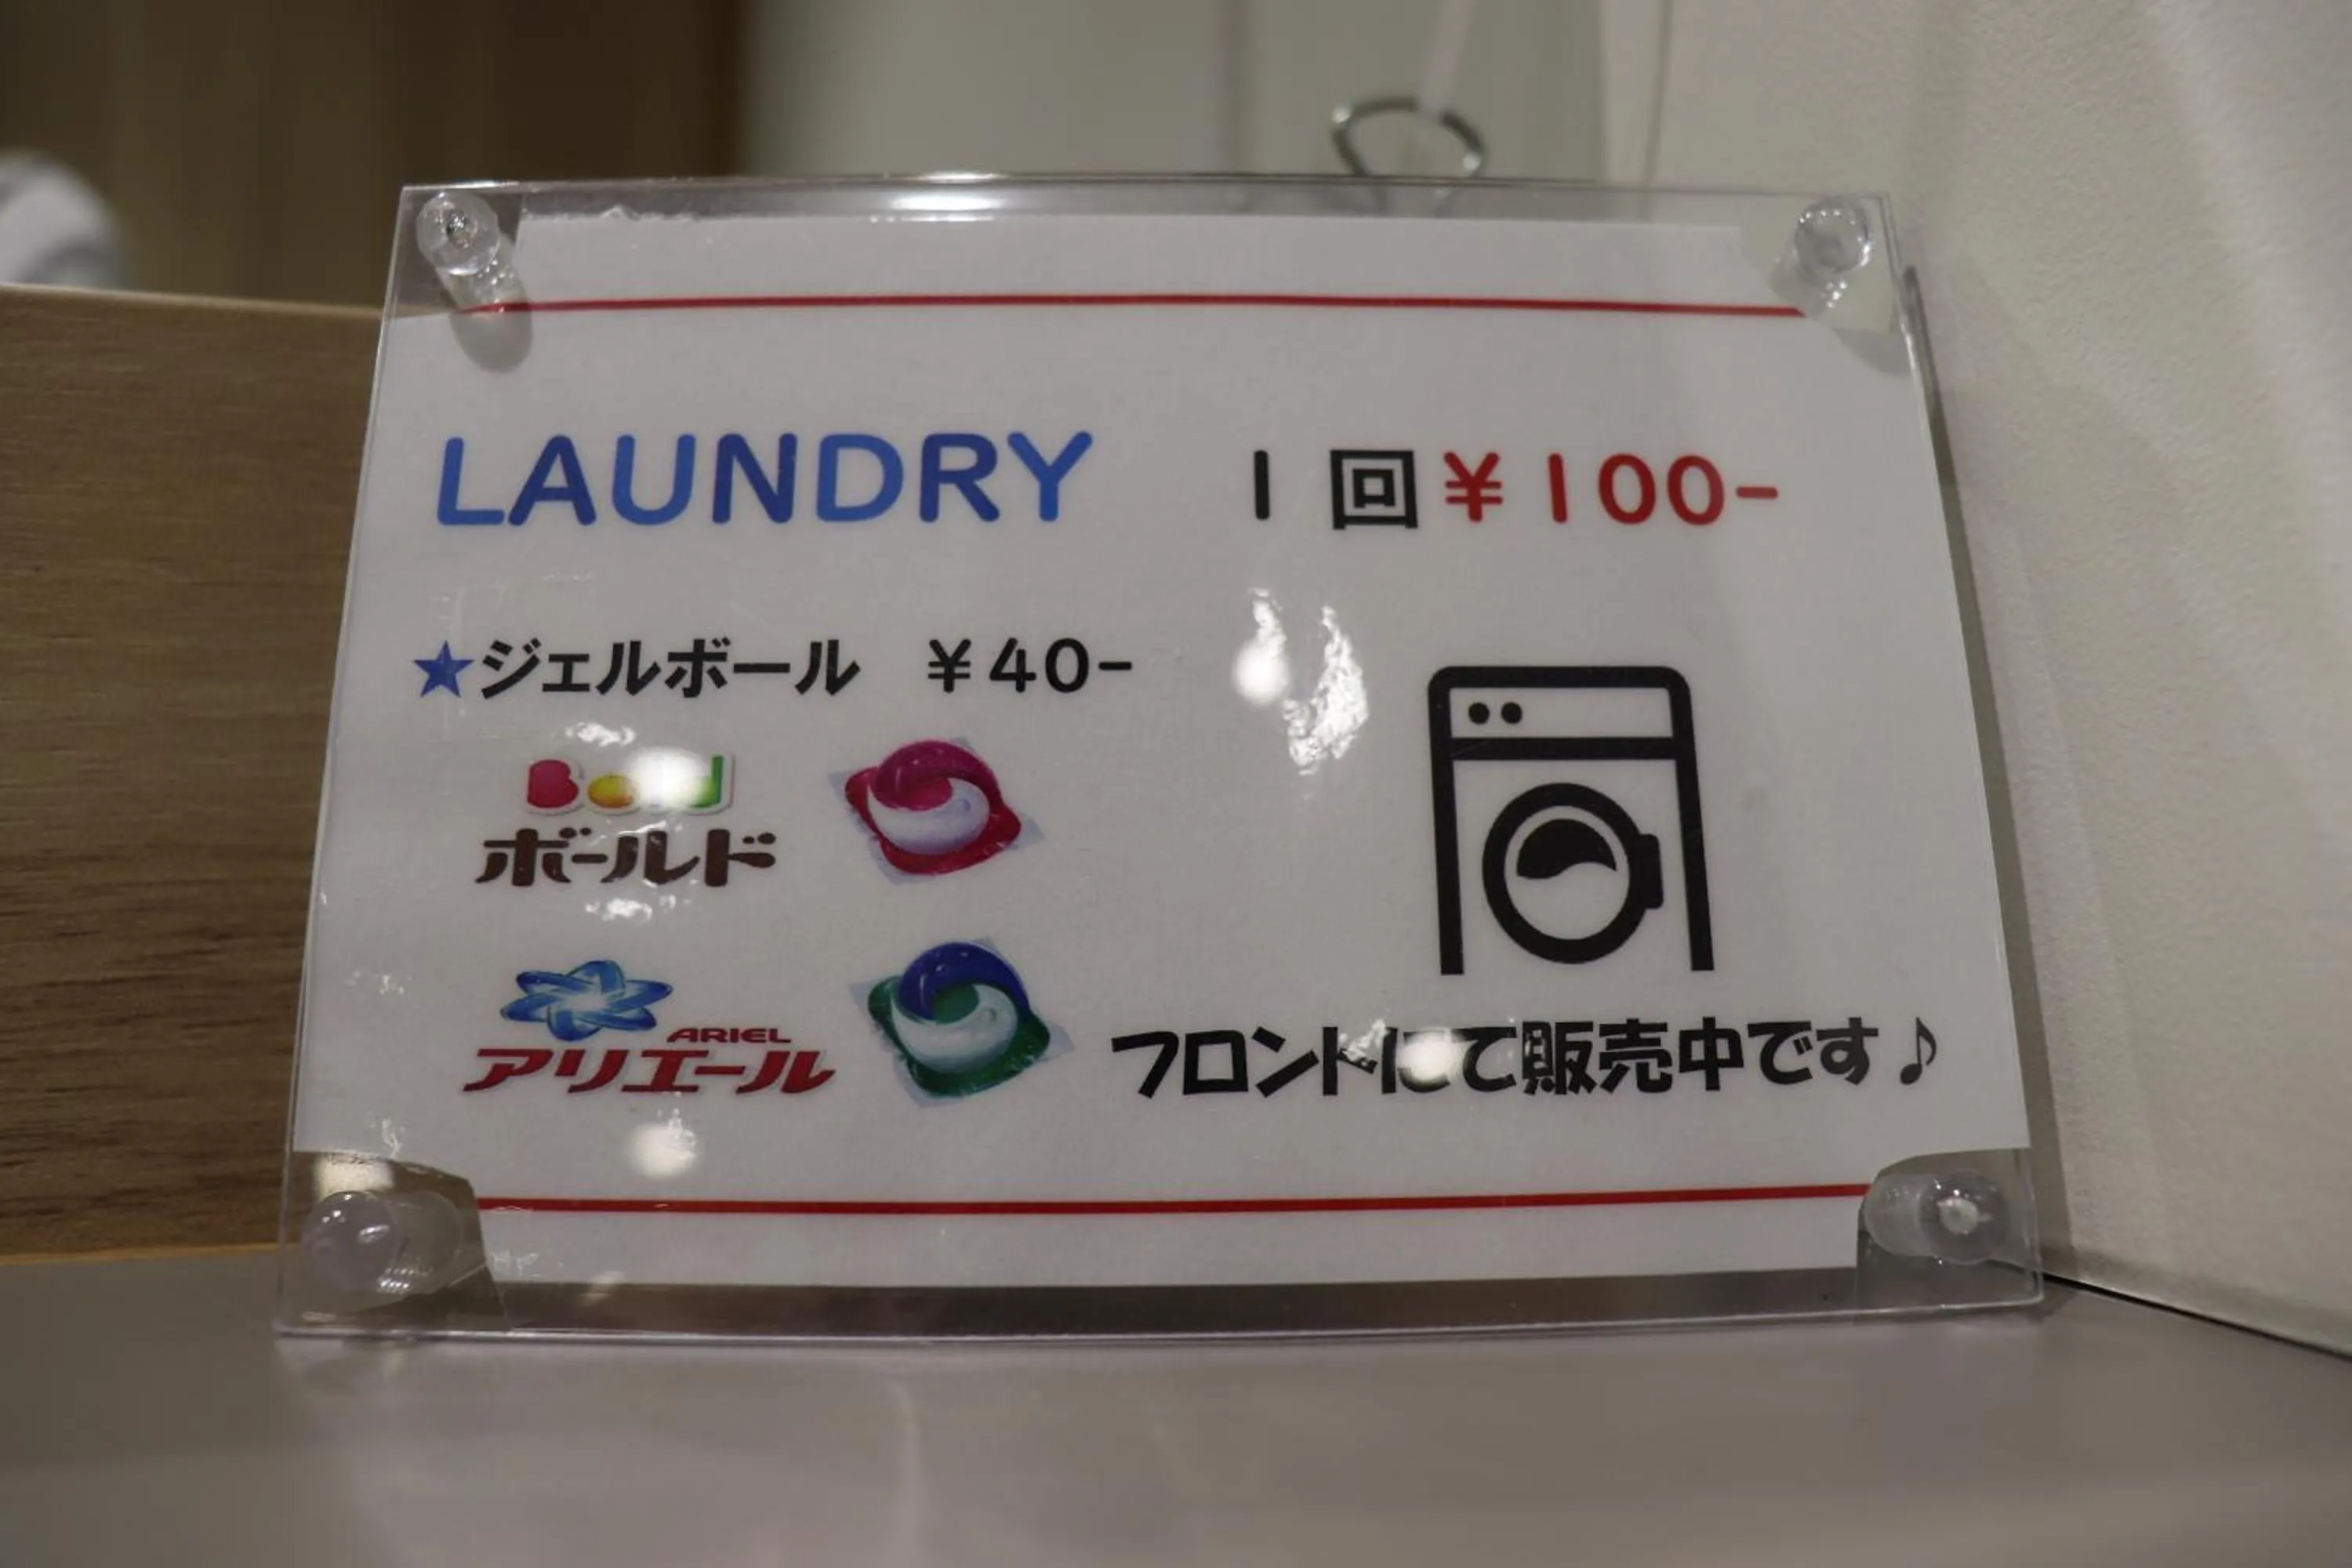 LAUNDRY 1回¥100-
★ジェルボール ¥40-
Bold
ボールド
ARIEL
アリエール
フロントにて販売中です♪